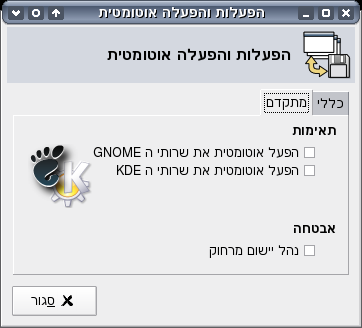 הפעלות והפעלה אוטומטית
הפעלות והפעלה אוטומטית
כללי
מתקדם
תאימות
הפעל אוטומטית את שרותי ה GNOME
הפעל אוטומטית את שרותי ה KDE
אבטחה
נהל יישום מרחוק
סגור